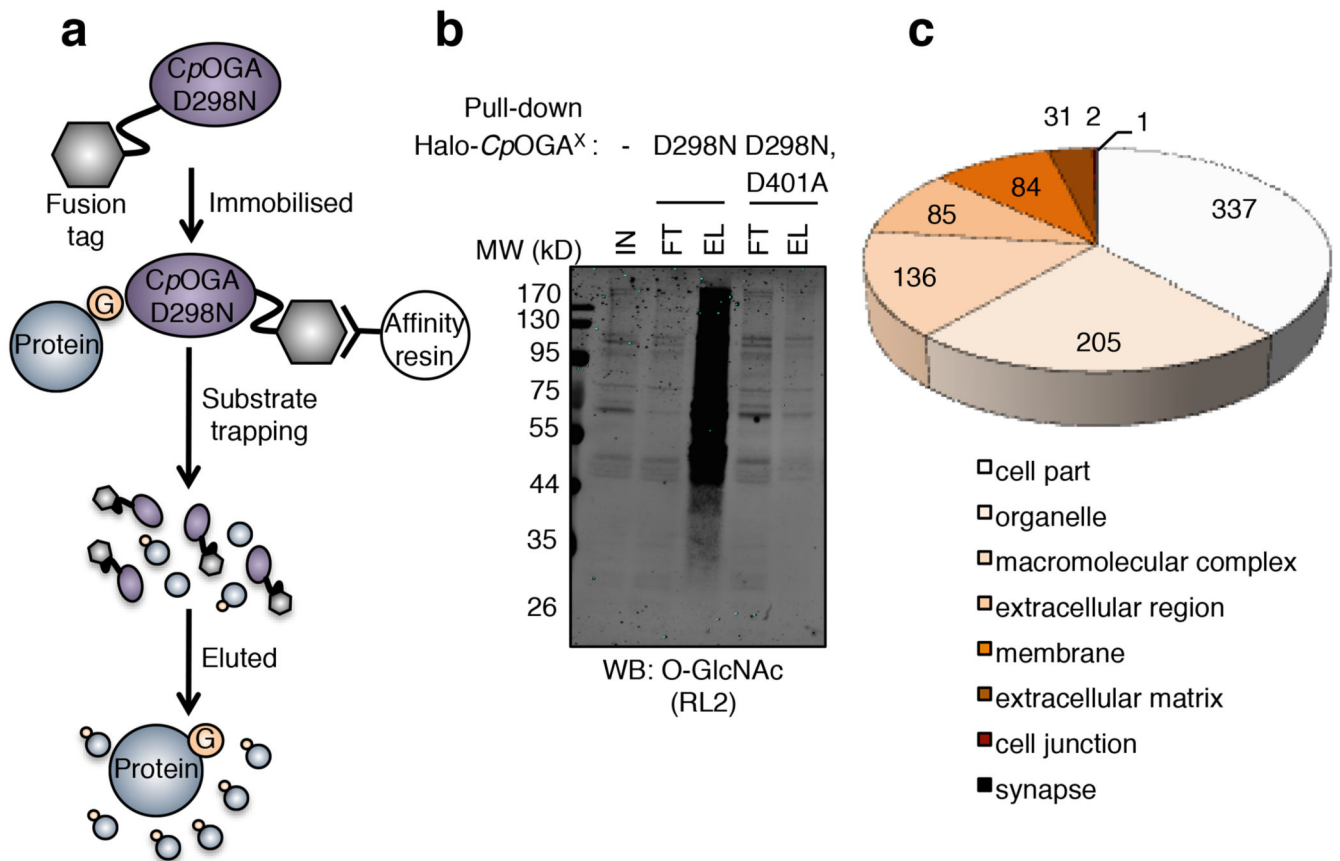 a
CpOGA
D298N
Fusion
tag
Immobilised
G
CpOGA
D298N
Protein
Affinity
resin
Substrate
trapping
Eluted
G
Protein
b
Pull-down
Halo-CpOGAˣ : - D298N D298N,
D401A
MW (kD) IN FT EL FT EL
170
130
95
75
55
44
35
26
WB: O-GlcNAc
(RL2)
c
31 2 1
84
337
85
136
205
cell part
organelle
macromolecular complex
extracellular region
membrane
extracellular matrix
cell junction
synapse